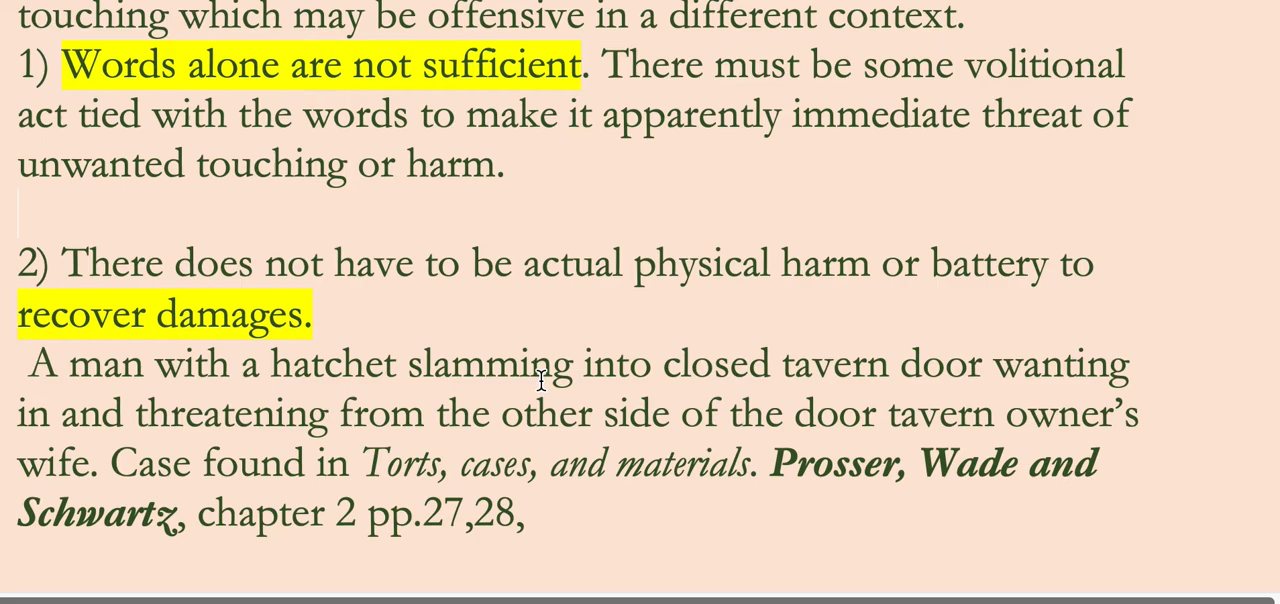 touching which may be offensive in a different context.
1) Words alone are not sufficient. There must be some volitional
act tied with the words to make it apparently immediate threat of
unwanted touching or harm.
2) There does not have to be actual physical harm or battery to
recover damages.
A man with a hatchet slamming into closed tavern door wanting
in and threatening from the other side of the door tavern owner’s
wife. Case found in Torts, cases, and materials. Prosser, Wade and
Schwartz, chapter 2 pp.27,28,